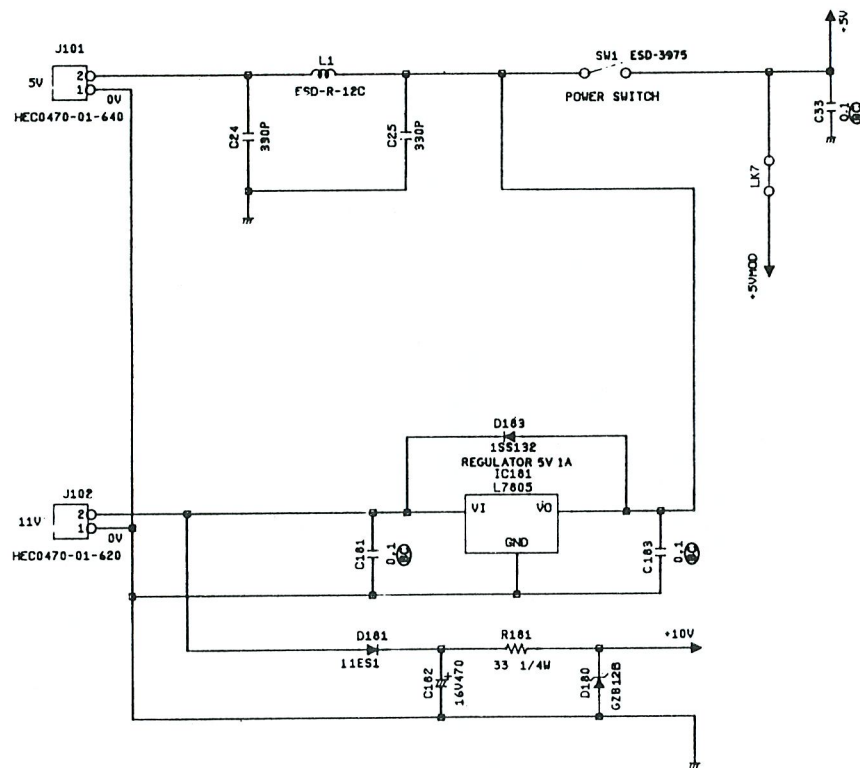 J101
5V
2
1
0V
HEC0470-01-640
L1
ESD-R-12C
C24
330P
C25
330P
SW1 ESD-3975
POWER SWITCH
+5V
C33
0.1
LK7
+5VMOD
D183
1SS132
REGULATOR 5V 1A
IC181
L7805
VI
VO
GND
J102
11V
2
1
0V
HEC0470-01-620
C181
0.1
C183
0.1
D181
11ES1
C182
16V470
R181
33 1/4W
D180
GZB12B
+10V